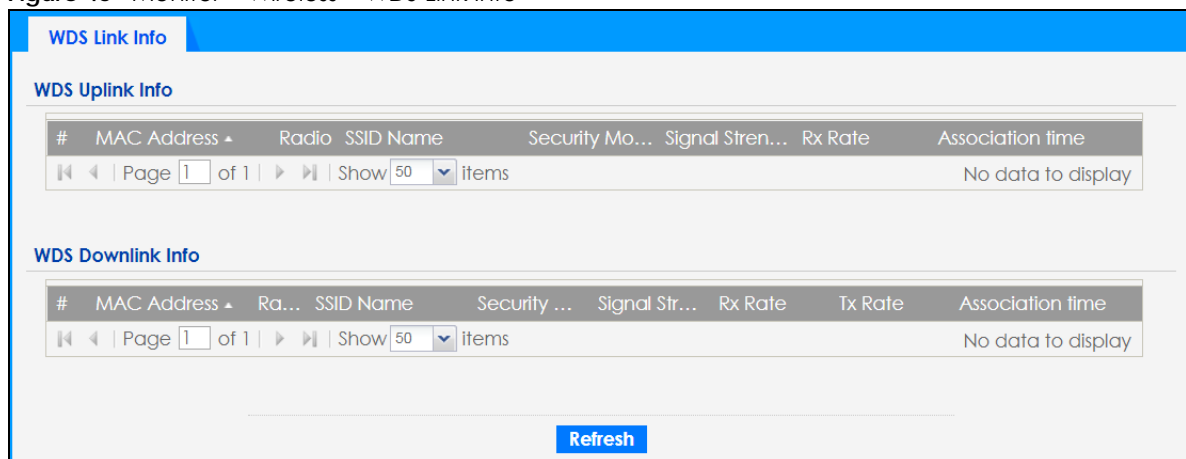 WDS Link Info
WDS Uplink Info
# MAC Address Radio SSID Name Security Mo... Signal Stren... Rx Rate Association time
Page 1 of 1 Show 50 items No data to display
WDS Downlink Info
# MAC Address Ra... SSID Name Security ... Signal Str... Rx Rate Tx Rate Association time
Page 1 of 1 Show 50 items No data to display
Refresh